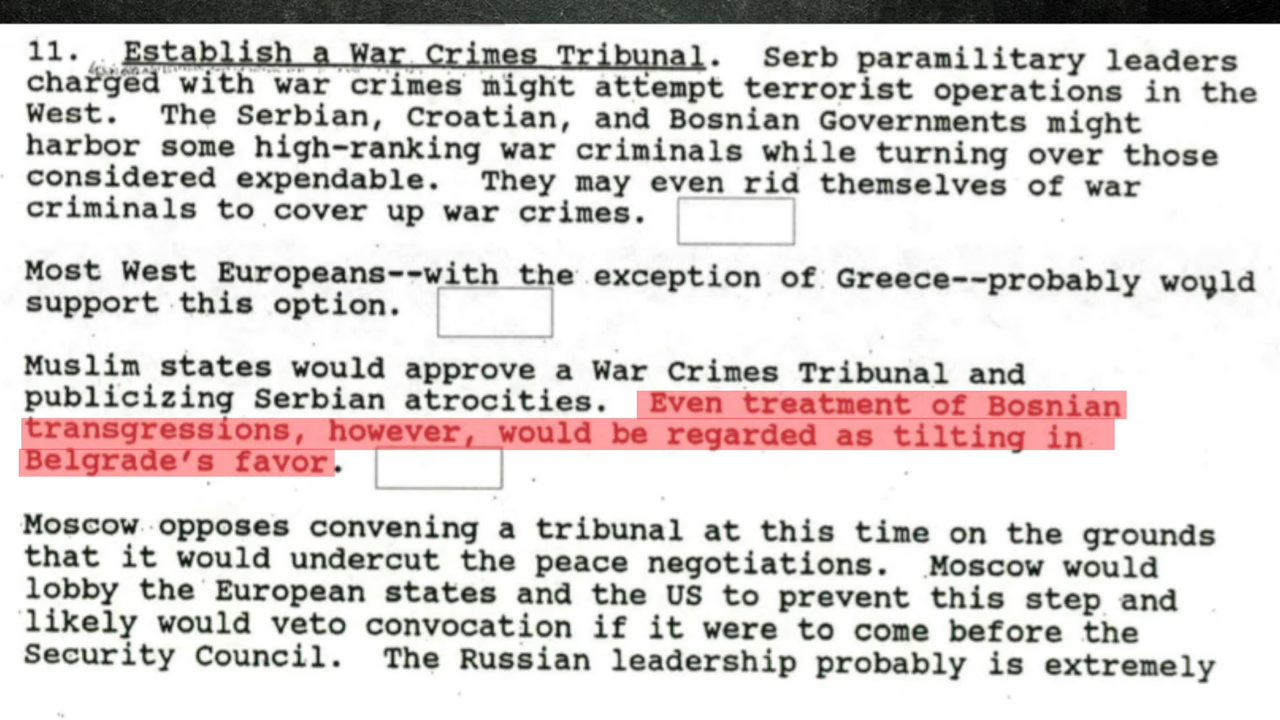 11. Establish a War Crimes Tribunal. Serb paramilitary leaders
charged with war crimes might attempt terrorist operations in the
West. The Serbian, Croatian, and Bosnian Governments might
harbor some high-ranking war criminals while turning over those
considered expendable. They may even rid themselves of war
criminals to cover up war crimes.
Most West Europeans--with the exception of Greece--probably would
support this option.
Muslim states would approve a War Crimes Tribunal and
publicizing Serbian atrocities. Even treatment of Bosnian
transgressions, however, would be regarded as tilting in
Belgrade's favor.
Moscow opposes convening a tribunal at this time on the grounds
that it would undercut the peace negotiations. Moscow would
lobby the European states and the US to prevent this step and
likely would veto convocation if it were to come before the
Security Council. The Russian leadership probably is extremely